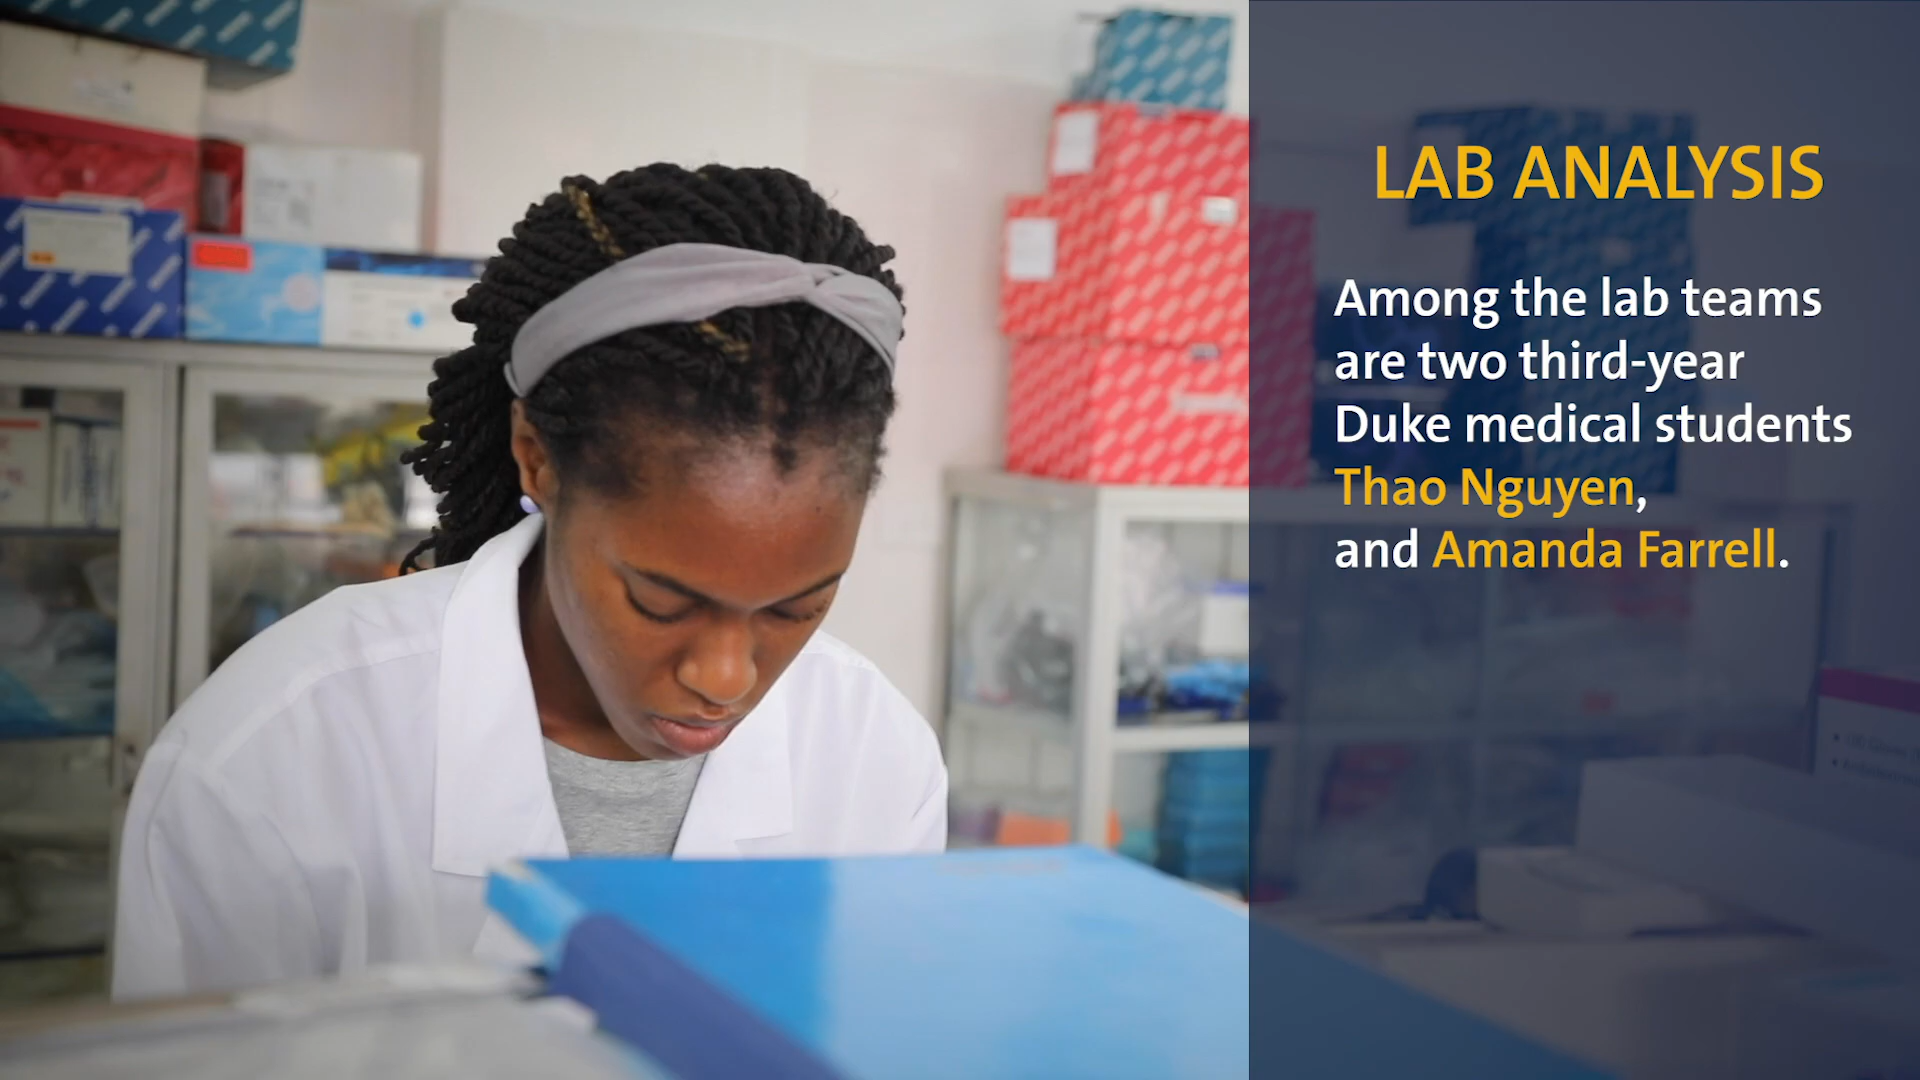 LAB ANALYSIS
Among the lab teams
are two third-year
Duke medical students
Thao Nguyen,
and Amanda Farrell.